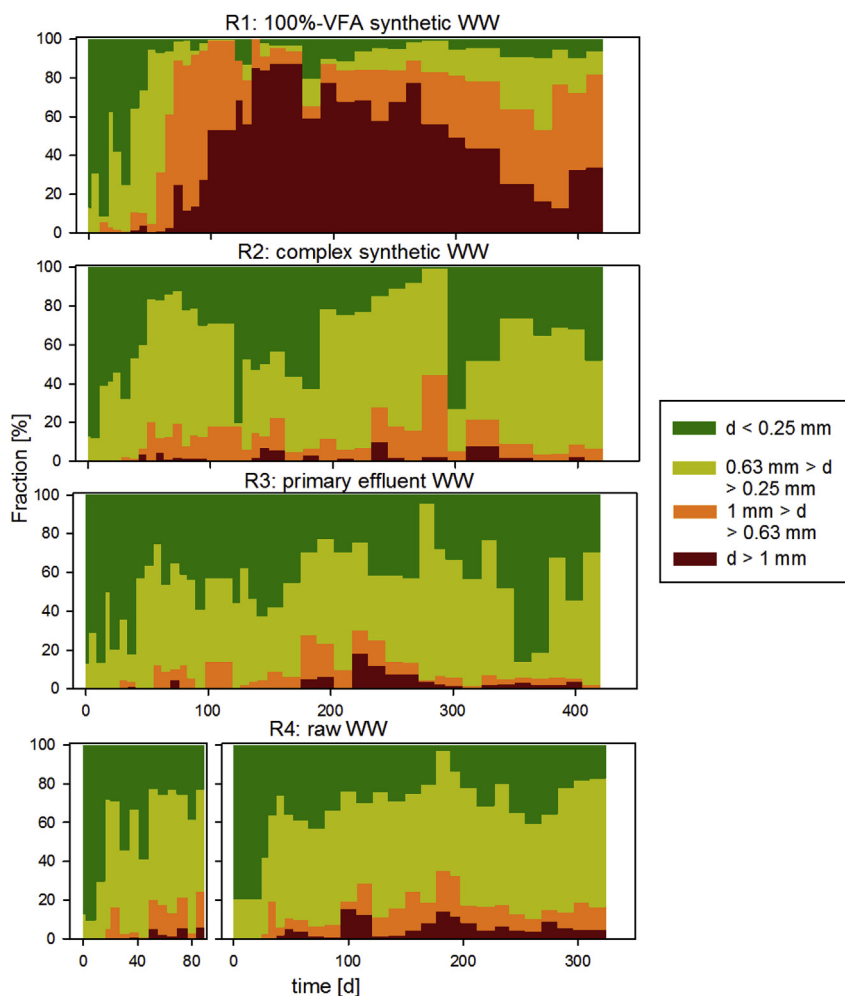 R1: 100%-VFA synthetic WW
100
80
60
40
20
0
R2: complex synthetic WW
100
80
60
40
20
0
Fraction [%]
R3: primary effluent WW
100
80
60
40
20
0
0 100 200 300 400
R4: raw WW
100
80
60
40
20
0
0 40 80 0 100 200 300
time [d]
d < 0.25 mm
0.63 mm > d
> 0.25 mm
1 mm > d
> 0.63 mm
d > 1 mm